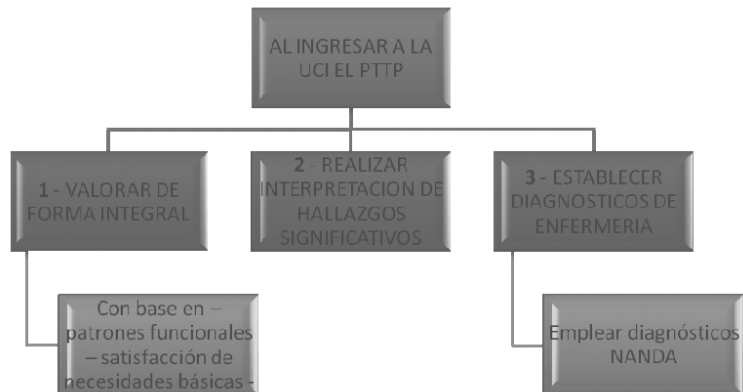 AL INGRESAR A LA
UCI EL PTTP
1 - VALORAR DE
FORMA INTEGRAL
2 - REALIZAR
INTERPRETACION DE
HALLAZGOS
SIGNIFICATIVOS
3 - ESTABLECER
DIAGNOSTICOS DE
ENFERMERIA
Con base en –
patrones funcionales
– satisfacción de
necesidades básicas -
Emplear diagnósticos
NANDA